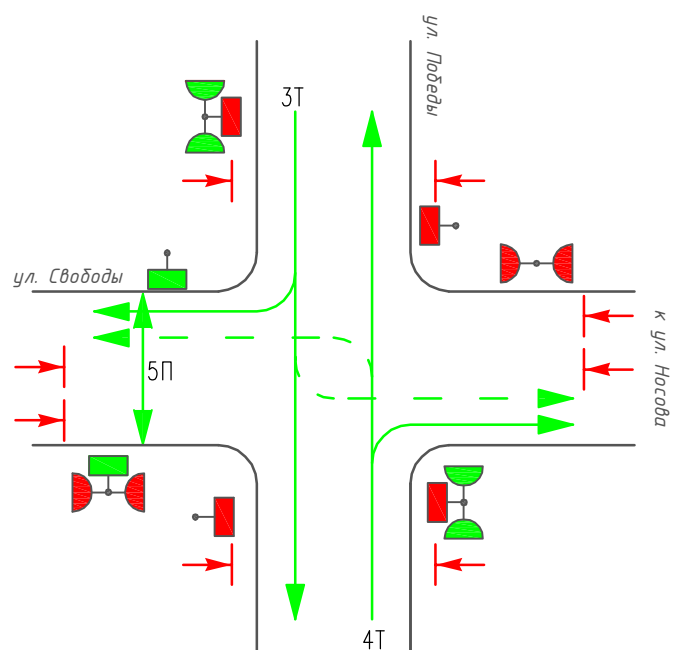 ул. Победы
3Т
ул. Свободы
к ул. Носова
5П
4Т